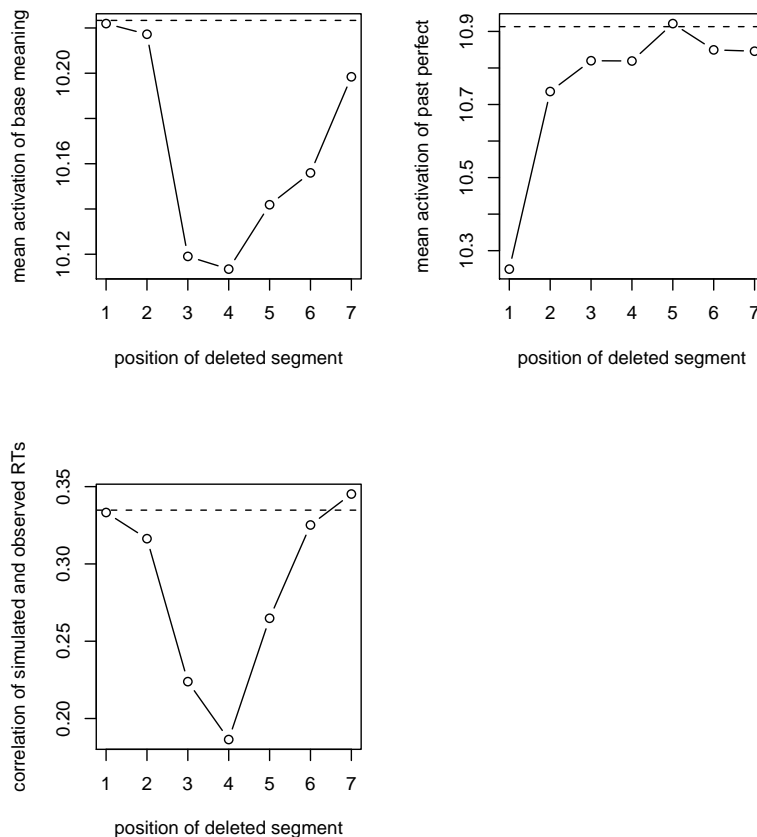 mean activation of base meaning
10.12 10.16 10.20
1 2 3 4 5 6 7
position of deleted segment
mean activation of past perfect
10.3 10.5 10.7 10.9
1 2 3 4 5 6 7
position of deleted segment
correlation of simulated and observed RTs
0.20 0.25 0.30 0.35
1 2 3 4 5 6 7
position of deleted segment